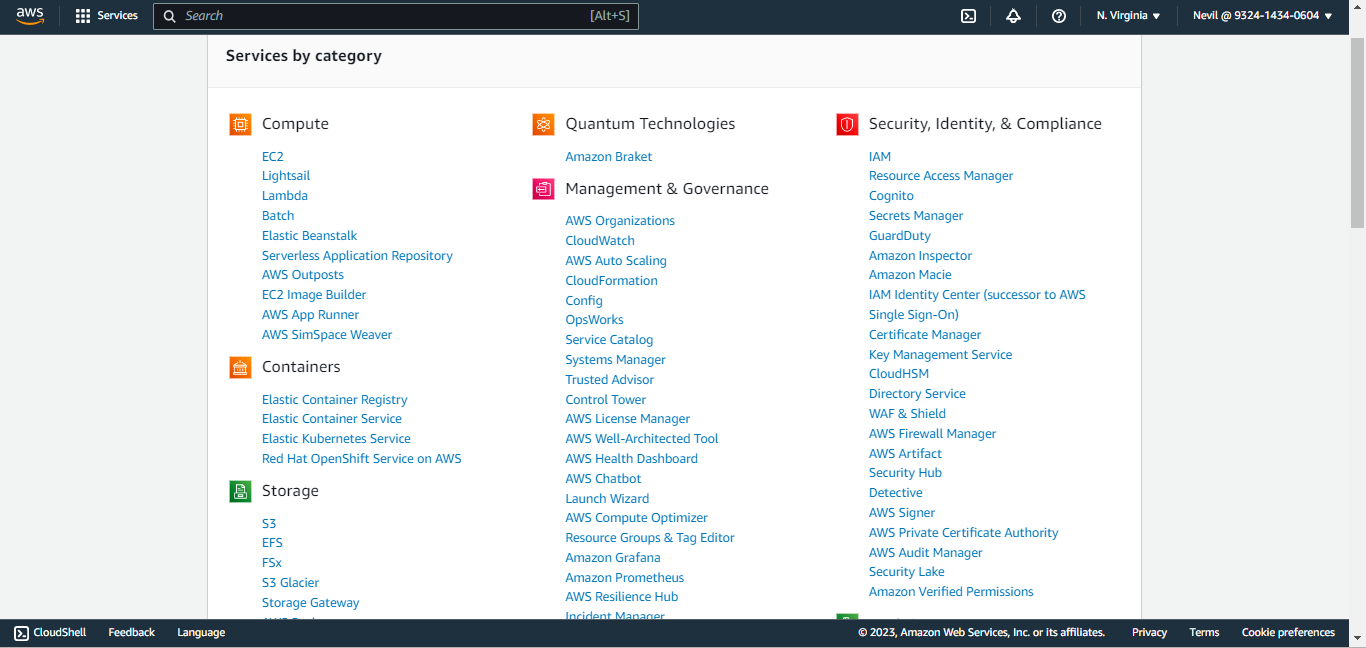 aws
Services
Search
[Alt+S]
N. Virginia
Nevil @ 9324-1434-0604
Services by category
Compute
EC2
Lightsail
Lambda
Batch
Elastic Beanstalk
Serverless Application Repository
AWS Outposts
EC2 Image Builder
AWS App Runner
AWS SimSpace Weaver
Containers
Elastic Container Registry
Elastic Container Service
Elastic Kubernetes Service
Red Hat OpenShift Service on AWS
Storage
S3
EFS
FSx
S3 Glacier
Storage Gateway
Quantum Technologies
Amazon Braket
Management & Governance
AWS Organizations
CloudWatch
AWS Auto Scaling
CloudFormation
Config
OpsWorks
Service Catalog
Systems Manager
Trusted Advisor
Control Tower
AWS License Manager
AWS Well-Architected Tool
AWS Health Dashboard
AWS Chatbot
Launch Wizard
AWS Compute Optimizer
Resource Groups & Tag Editor
Amazon Grafana
Amazon Prometheus
AWS Resilience Hub
Incident Manager
Security, Identity, & Compliance
IAM
Resource Access Manager
Cognito
Secrets Manager
GuardDuty
Amazon Inspector
Amazon Macie
IAM Identity Center (successor to AWS
Single Sign-On)
Certificate Manager
Key Management Service
CloudHSM
Directory Service
WAF & Shield
AWS Firewall Manager
AWS Artifact
Security Hub
Detective
AWS Signer
AWS Private Certificate Authority
AWS Audit Manager
Security Lake
Amazon Verified Permissions
CloudShell
Feedback
Language
© 2023, Amazon Web Services, Inc. or its affiliates.
Privacy
Terms
Cookie preferences